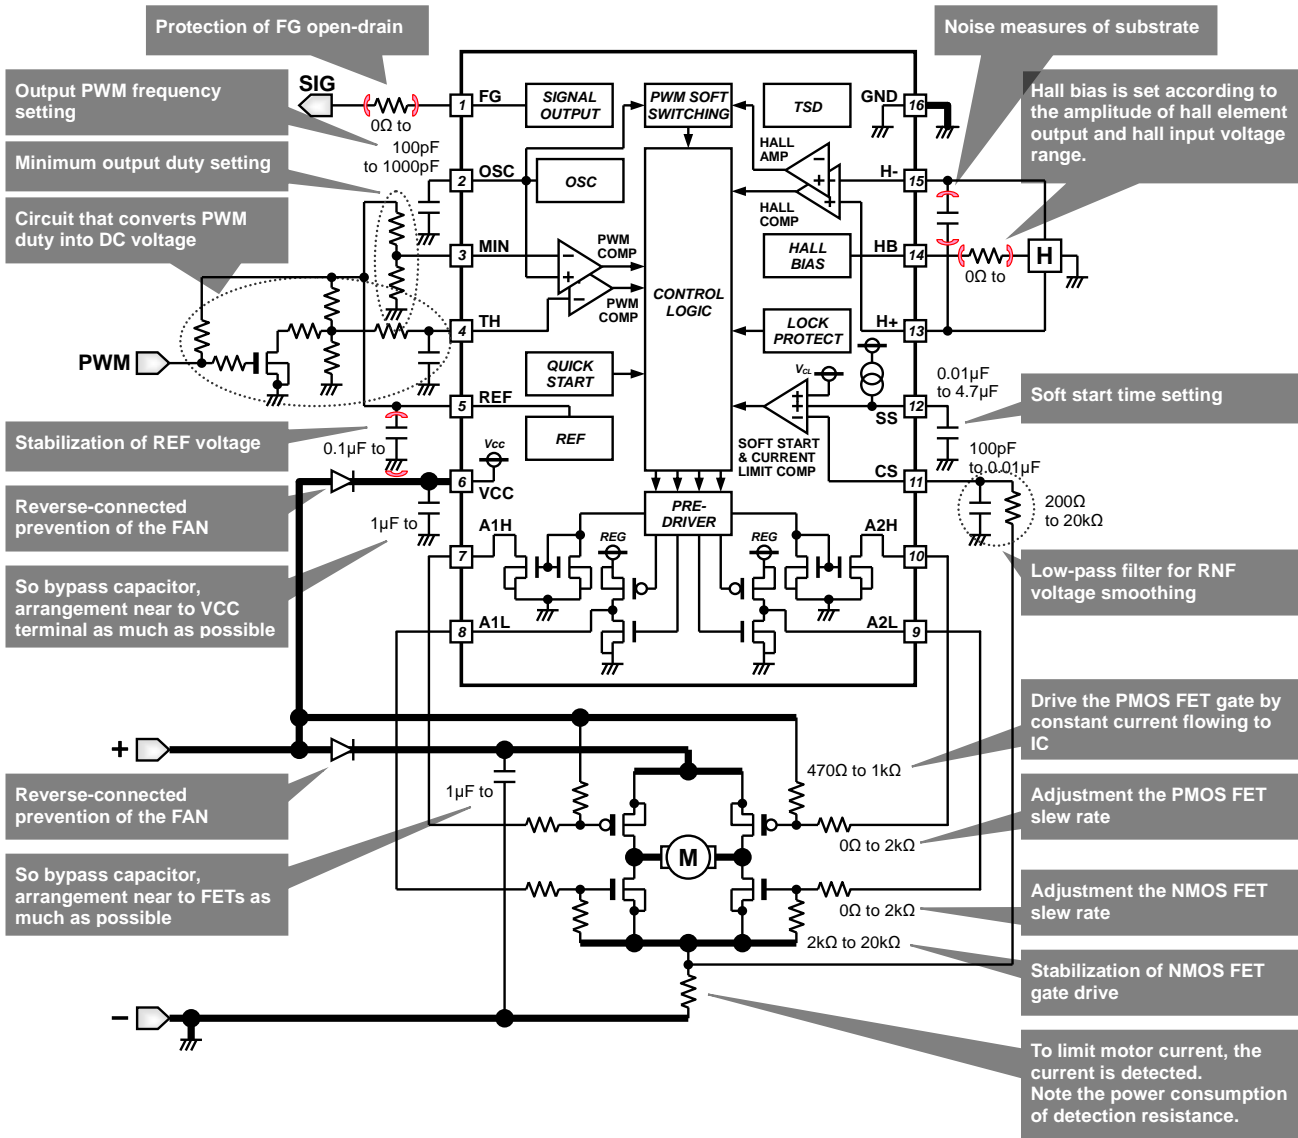 Protection of FG open-drain
Noise measures of substrate
Output PWM frequency
setting
Hall bias is set according to
the amplitude of hall element
output and hall input voltage
range.
Minimum output duty setting
Circuit that converts PWM
duty into DC voltage
SIG
0Ω to
100pF
to 1000pF
1
FG
SIGNAL
OUTPUT
PWM SOFT
SWITCHING
TSD
GND
16
2
OSC
OSC
HALL
AMP
HALL
COMP
H-
15
3
MIN
PWM
COMP
PWM
COMP
CONTROL
LOGIC
HALL
BIAS
HB
14
0Ω to
H
4
TH
LOCK
PROTECT
H+
13
PWM
QUICK
START
5
REF
REF
VCL
SOFT START
& CURRENT
LIMIT COMP
SS
12
0.01µF
to 4.7µF
Soft start time setting
Stabilization of REF voltage
0.1µF to
Vcc
6
VCC
CS
11
100pF
to 0.01µF
200Ω
to 20kΩ
Reverse-connected
prevention of the FAN
1µF to
PRE-
DRIVER
A1H
7
REG
REG
A2H
10
Low-pass filter for RNF
voltage smoothing
So bypass capacitor,
arrangement near to VCC
terminal as much as possible
8
A1L
A2L
9
Drive the PMOS FET gate by
constant current flowing to
IC
+
470Ω to 1kΩ
1µF to
Reverse-connected
prevention of the FAN
Adjustment the PMOS FET
slew rate
0Ω to 2kΩ
M
So bypass capacitor,
arrangement near to FETs as
much as possible
Adjustment the NMOS FET
slew rate
0Ω to 2kΩ
2kΩ to 20kΩ
Stabilization of NMOS FET
gate drive
–
To limit motor current, the
current is detected.
Note the power consumption
of detection resistance.